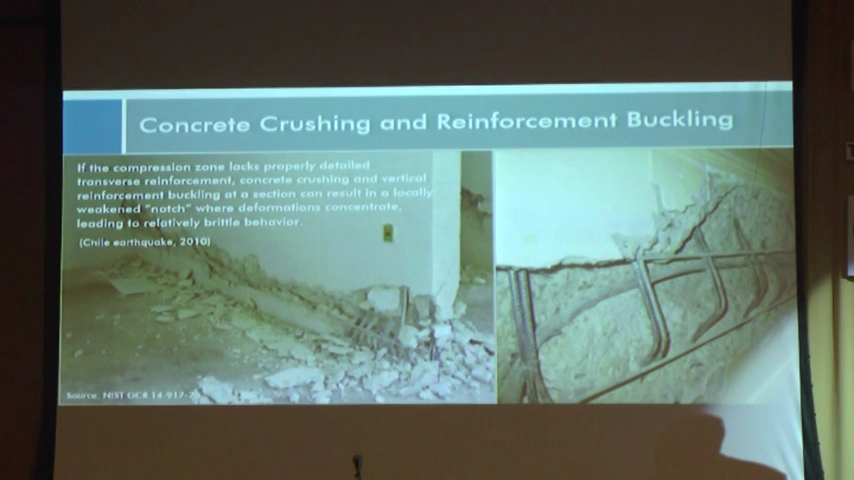 Concrete Crushing and Reinforcement Buckling
If the compression zone lacks properly detailed
transverse reinforcement, concrete crushing and vertical
reinforcement buckling at a section can result in a locally
weakened "notch" where deformations concentrate,
leading to relatively brittle behavior.
(Chile earthquake, 2010)
Source: NIST GCR 14-917-25